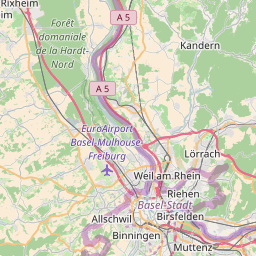 Rixheim
im
Forêt
domaniale
de la Hardt-
Nord
A 5
Kandern
A 5
EuroAirport
Basel-Mulhouse-
Freiburg
Lörrach
Weil am Rhein
Riehen
Basel-Stadt
Allschwil
Birsfelden
Binningen
Muttenz